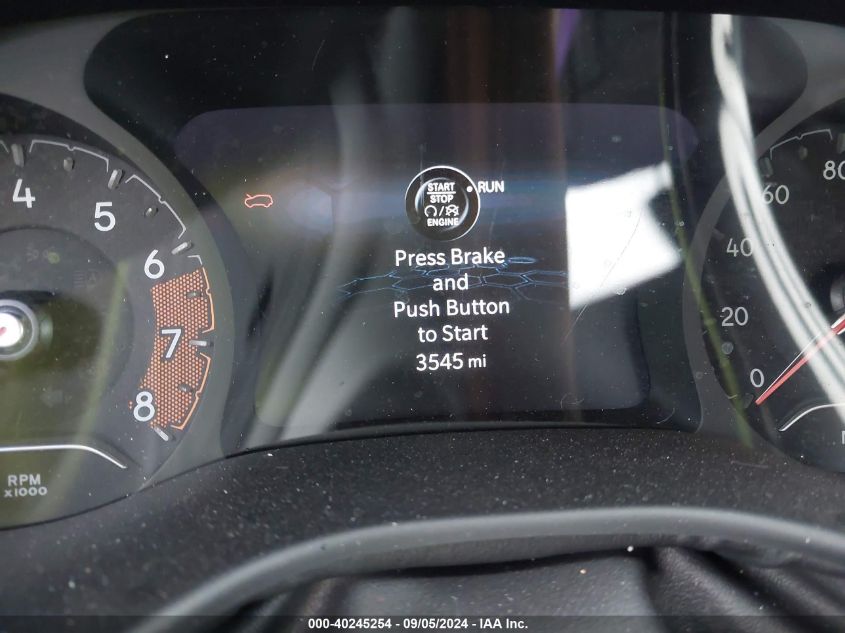 4
5
6
7
8
RPM
x1000
START
STOP
ENGINE
RUN
Press Brake
and
Push Button
to Start
3545 mi
80
60
40
20
0
000-40245254 - 09/05/2024 - IAA Inc.